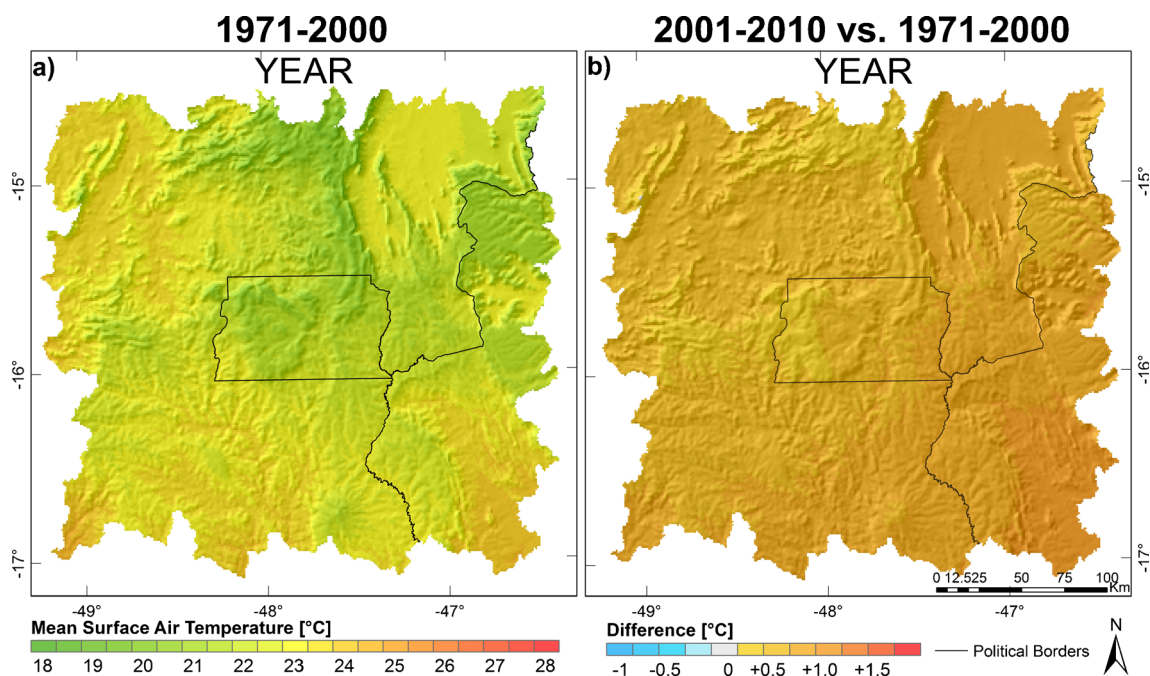 1971-2000
2001-2010 vs. 1971-2000
a)
YEAR
b)
YEAR
-15°
-16°
-17°
-15°
-16°
-17°
0 12.525 50 75 100
Km
-49° -48° -47°
-49° -48° -47°
Mean Surface Air Temperature [°C]
18 19 20 22 23 24 25 26 27 28
Difference [°C]
-1 -0.5 0 +0.5 +1.0 +1.5
Political Borders
N